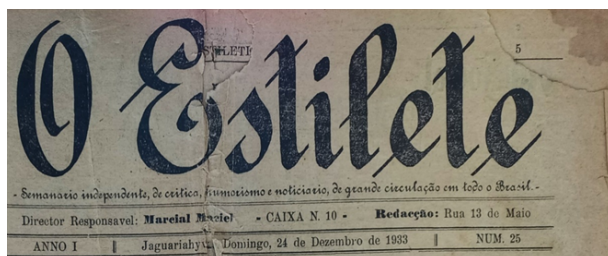 O Estilete
- Semanario independente, de critica, humorismo e noticiario, de grande circulação em todo o Brasil. -
Director Responsavel: Marcial Maciel - CAIXA N. 10 - Redacção: Rua 13 de Maio
ANNO I Jaguariahyva Domingo, 24 de Dezembro de 1933 NUM. 25